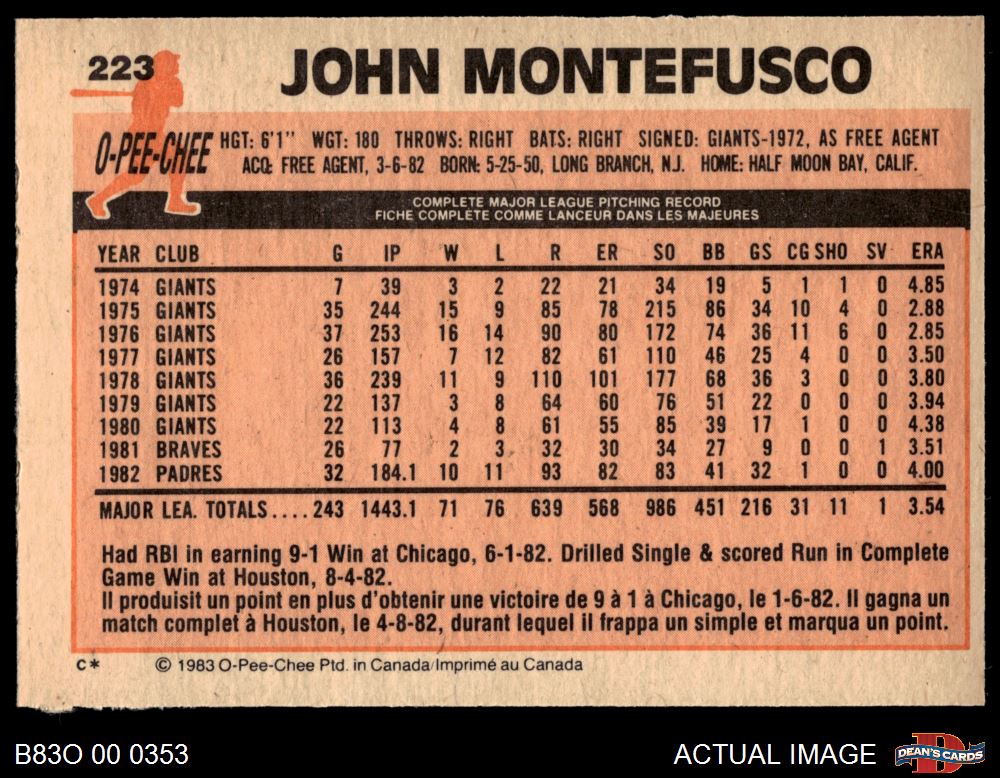 223 JOHN MONTEFUSCO
O-PEE-CHEE HGT: 6'1" WGT: 180 THROWS: RIGHT BATS: RIGHT SIGNED: GIANTS-1972, AS FREE AGENT
ACQ: FREE AGENT, 3-6-82 BORN: 5-25-50, LONG BRANCH, N.J. HOME: HALF MOON BAY, CALIF.
COMPLETE MAJOR LEAGUE PITCHING RECORD
FICHE COMPLÈTE COMME LANCEUR DANS LES MAJEURES
YEAR CLUB G IP W L R ER SO BB GS CG SHO SV ERA
1974 GIANTS 7 39 3 2 22 21 34 19 5 1 1 0 4.85
1975 GIANTS 35 244 15 9 85 78 215 86 34 10 4 0 2.88
1976 GIANTS 37 253 16 14 90 80 172 74 36 11 6 0 2.85
1977 GIANTS 26 157 7 12 82 61 110 46 25 4 0 0 3.50
1978 GIANTS 36 239 11 9 110 101 177 68 36 3 0 0 3.80
1979 GIANTS 22 137 3 8 64 60 76 51 22 0 0 0 3.94
1980 GIANTS 22 113 4 8 61 55 85 39 17 1 0 0 4.38
1981 BRAVES 26 77 2 3 32 30 34 27 9 0 0 1 3.51
1982 PADRES 32 184.1 10 11 93 82 83 41 32 1 0 0 4.00
MAJOR LEA. TOTALS....243 1443.1 71 76 639 568 986 451 216 31 11 1 3.54
Had RBI in earning 9-1 Win at Chicago, 6-1-82. Drilled Single & scored Run in Complete
Game Win at Houston, 8-4-82.
Il produisit un point en plus d'obtenir une victoire de 9 à 1 à Chicago, le 1-6-82. Il gagna un
match complet à Houston, le 4-8-82, durant lequel il frappa un simple et marqua un point.
C* © 1983 O-Pee-Chee Ptd. in Canada/Imprimé au Canada
B83O 00 0353 ACTUAL IMAGE DEAN'S CARDS